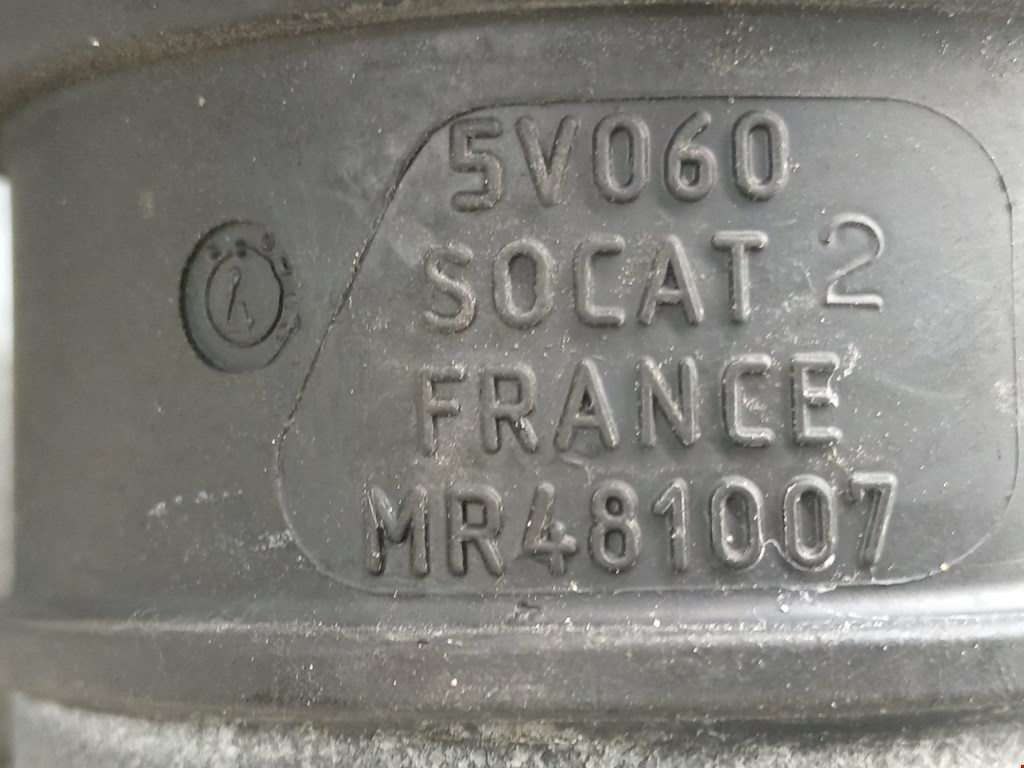 5V060
SOCAT 2
FRANCE
MR481007